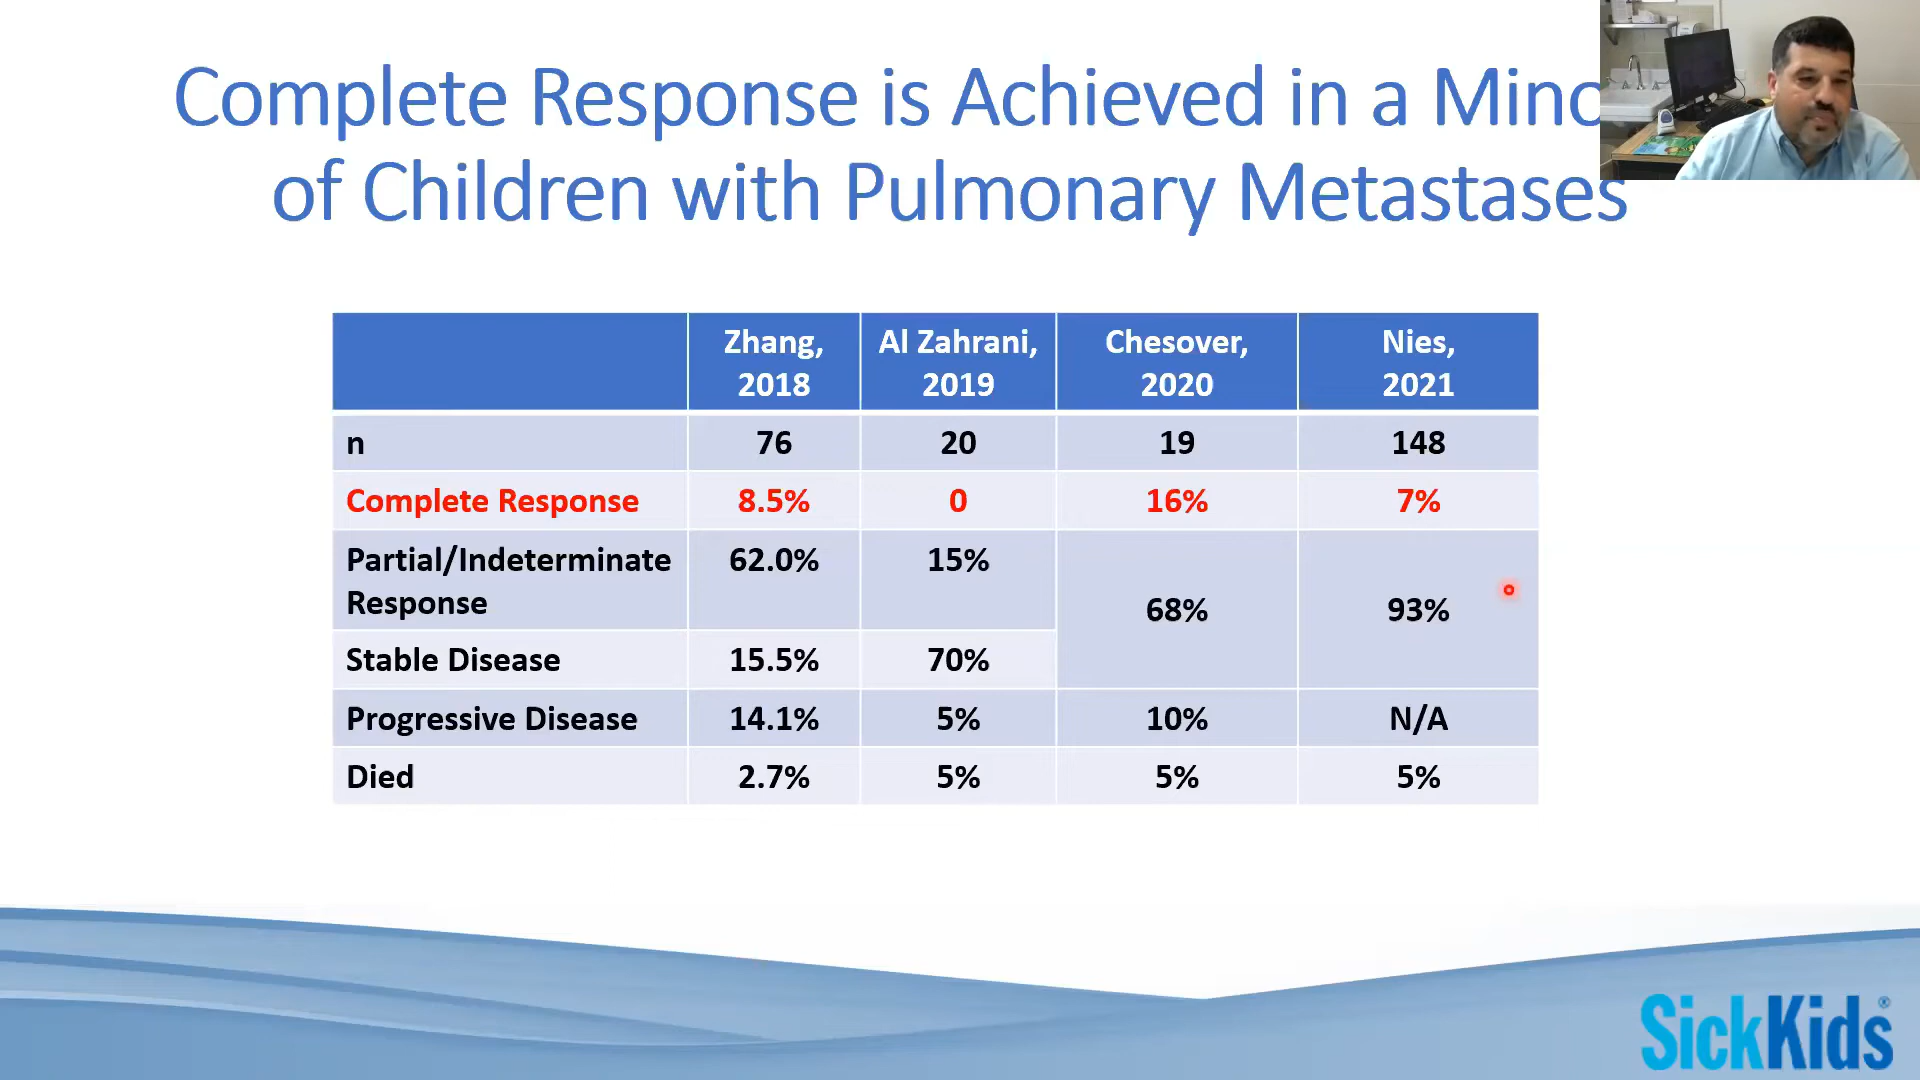 Complete Response is Achieved in a Mino
of Children with Pulmonary Metastases
Zhang, 2018
Al Zahrani, 2019
Chesover, 2020
Nies, 2021
n 76 20 19 148
Complete Response 8.5% 0 16% 7%
Partial/Indeterminate Response 62.0% 15% 68% 93%
Stable Disease 15.5% 70%
Progressive Disease 14.1% 5% 10% N/A
Died 2.7% 5% 5% 5%
SickKids®